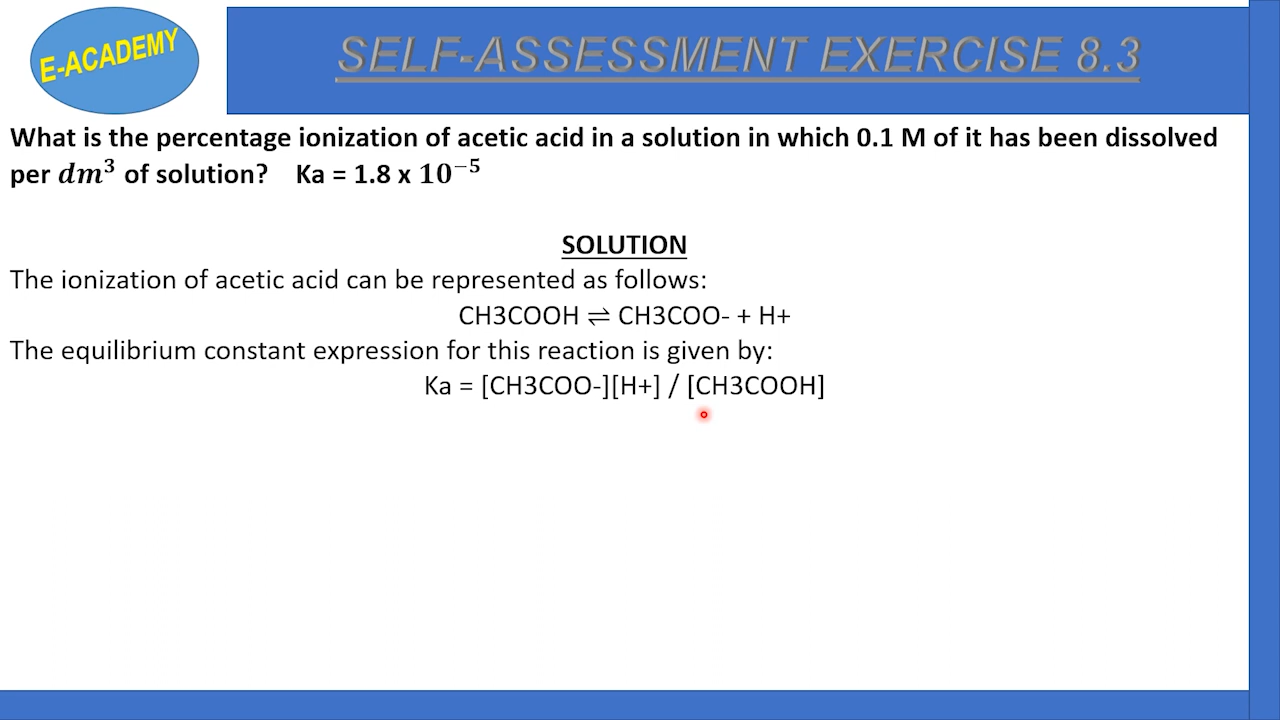 E-ACADEMY
SELF-ASSESSMENT EXERCISE 8.3
What is the percentage ionization of acetic acid in a solution in which 0.1 M of it has been dissolved
per dm³ of solution? Ka = 1.8 x 10⁻⁵
SOLUTION
The ionization of acetic acid can be represented as follows:
CH3COOH ⇌ CH3COO- + H+
The equilibrium constant expression for this reaction is given by:
Ka = [CH3COO-][H+] / [CH3COOH]